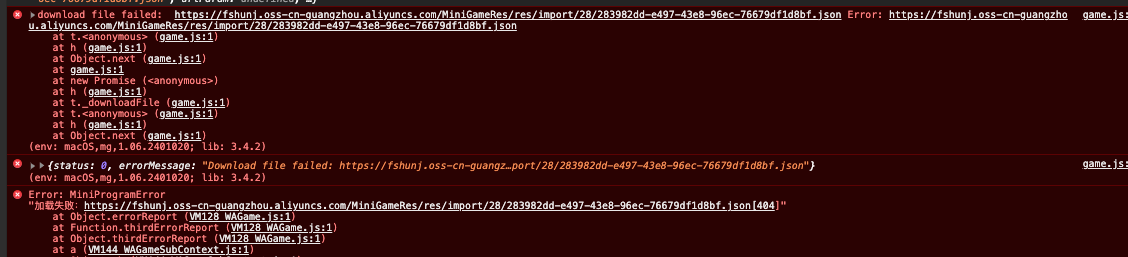 download file failed:  https://fshunj.oss-cn-guangzhou.aliyuncs.com/MiniGameRes/res/import/28/283982dd-e497-43e8-96ec-76679df1d8bf.json Error: https://fshunj.oss-cn-guangzho game.js:
u.aliyuncs.com/MiniGameRes/res/import/28/283982dd-e497-43e8-96ec-76679df1d8bf.json
at t.<anonymous> (game.js:1)
at h (game.js:1)
at Object.next (game.js:1)
at game.js:1
at new Promise (<anonymous>)
at h (game.js:1)
at t._downloadFile (game.js:1)
at t.<anonymous> (game.js:1)
at h (game.js:1)
at Object.next (game.js:1)
(env: macOS,mg,1.06.2401020; lib: 3.4.2)
{status: 0, errorMessage: "Download file failed: https://fshunj.oss-cn-guangz…port/28/283982dd-e497-43e8-96ec-76679df1d8bf.json"} game.js:
(env: macOS,mg,1.06.2401020; lib: 3.4.2)
Error: MiniProgramError
"加载失败：https://fshunj.oss-cn-guangzhou.aliyuncs.com/MiniGameRes/res/import/28/283982dd-e497-43e8-96ec-76679df1d8bf.json[404]"
at Object.errorReport (VM128 WAGame.js:1)
at Function.thirdErrorReport (VM128 WAGame.js:1)
at Object.thirdErrorReport (VM128 WAGame.js:1)
at a (VM144 WAGameSubContext.js:1)